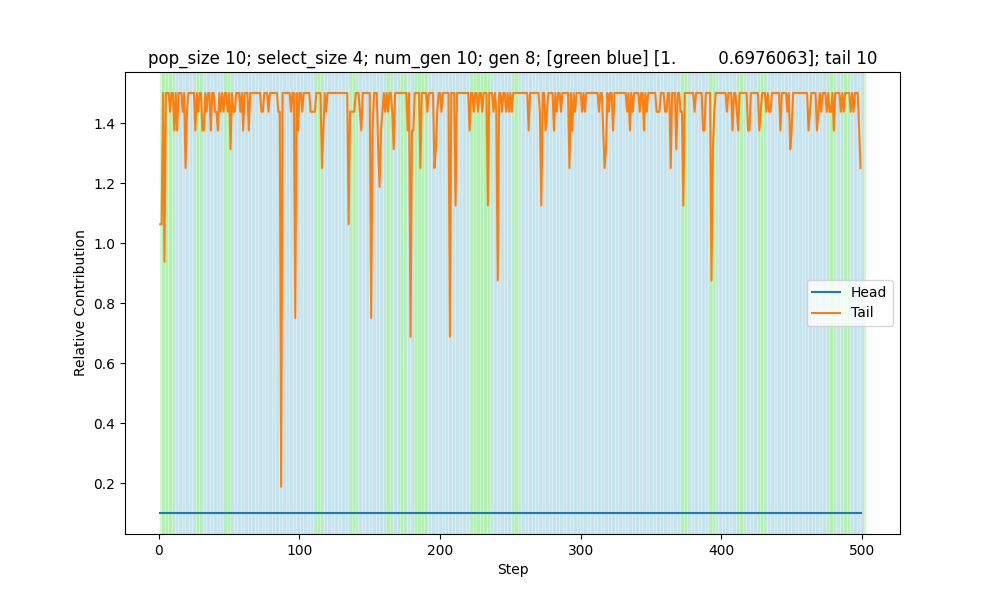 pop_size 10; select_size 4; num_gen 10; gen 8; [green blue] [1.        0.6976063]; tail 10
1.4
1.2
1.0
0.8
0.6
0.4
0.2
Relative Contribution
Head
Tail
0 100 200 300 400 500
Step